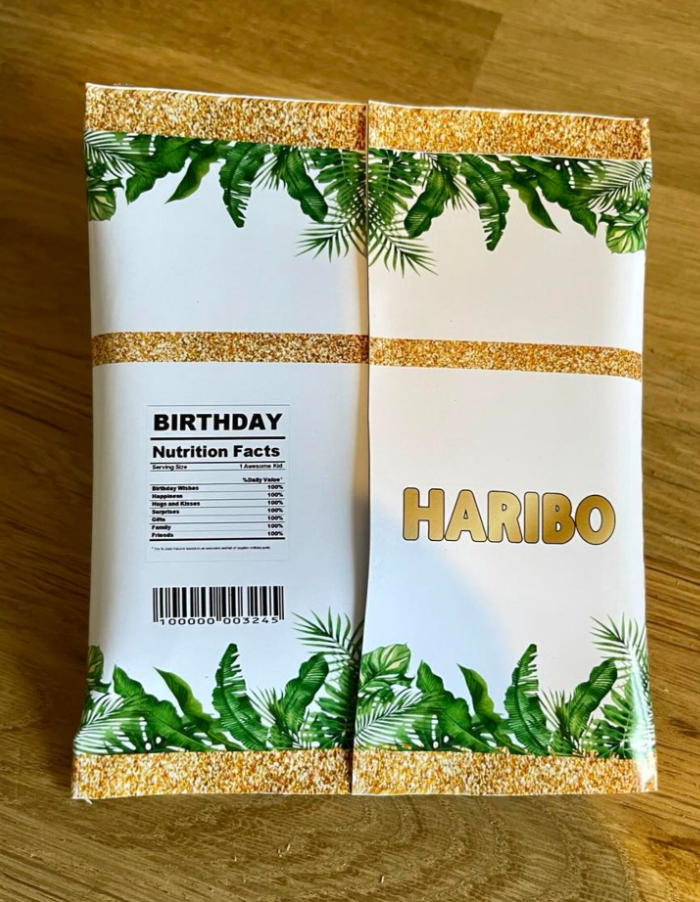 BIRTHDAY
Nutrition Facts
Serving Size 1 Awesome Kid
%Daily Value*
Birthday Wishes 100%
Happiness 100%
Hugs and Kisses 100%
Surprises 100%
Gifts 100%
Family 100%
Friends 100%
100000 003245
HARIBO